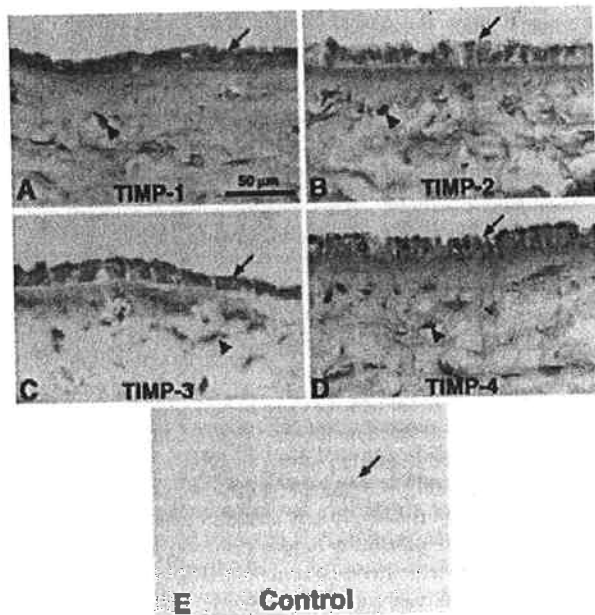 A TIMP-1 50 µm
B TIMP-2
C TIMP-3
D TIMP-4
E Control